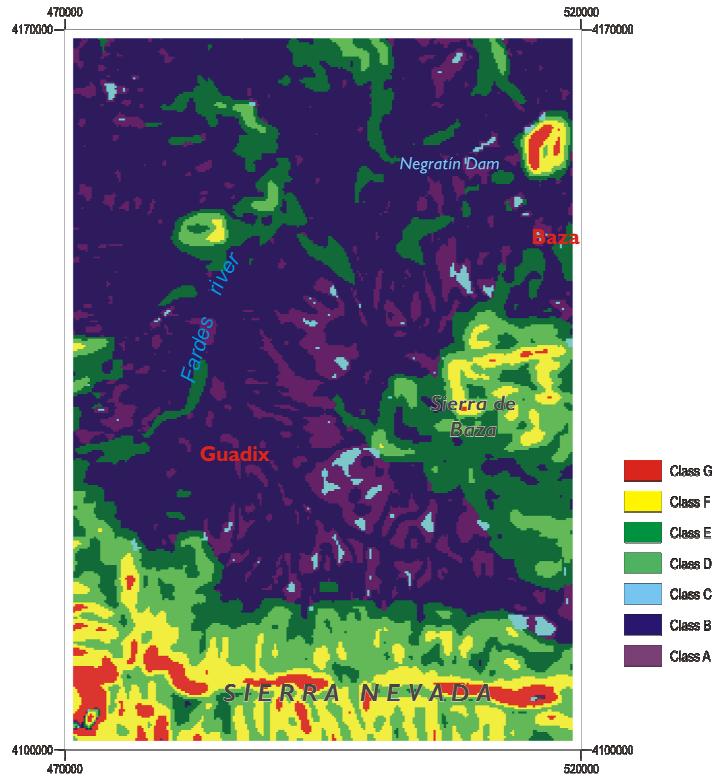 470000
520000
4170000
4170000
Negratín Dam
Baza
Fardes river
Sierra de
Baza
Guadix
Class G
Class F
Class E
Class D
Class C
Class B
Class A
SIERRA NEVADA
4100000
4100000
470000
520000